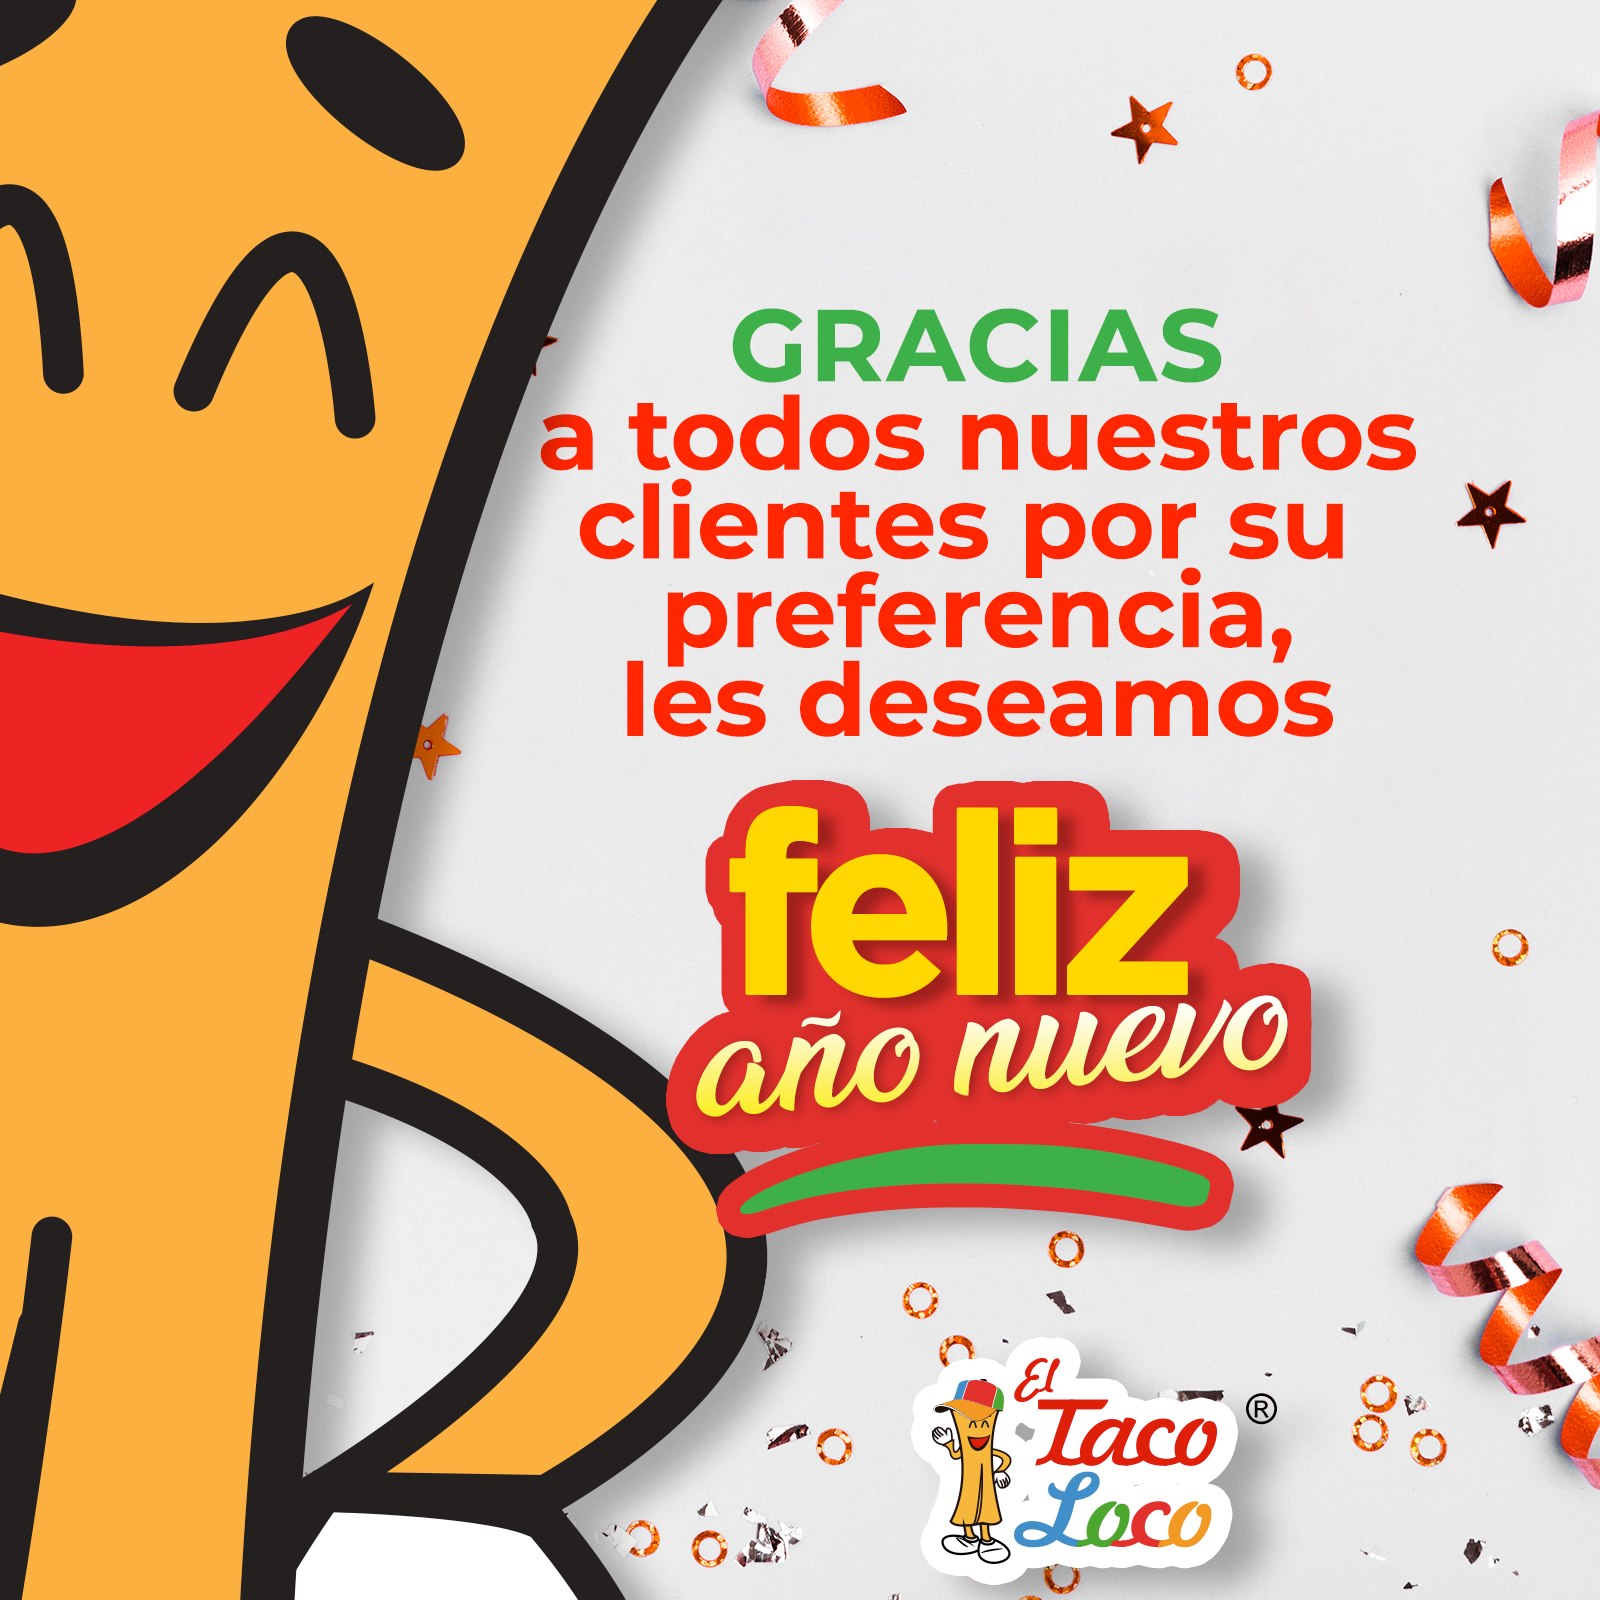 GRACIAS
a todos nuestros
clientes por su
preferencia,
les deseamos
feliz
año nuevo
El
Taco
Loco
®